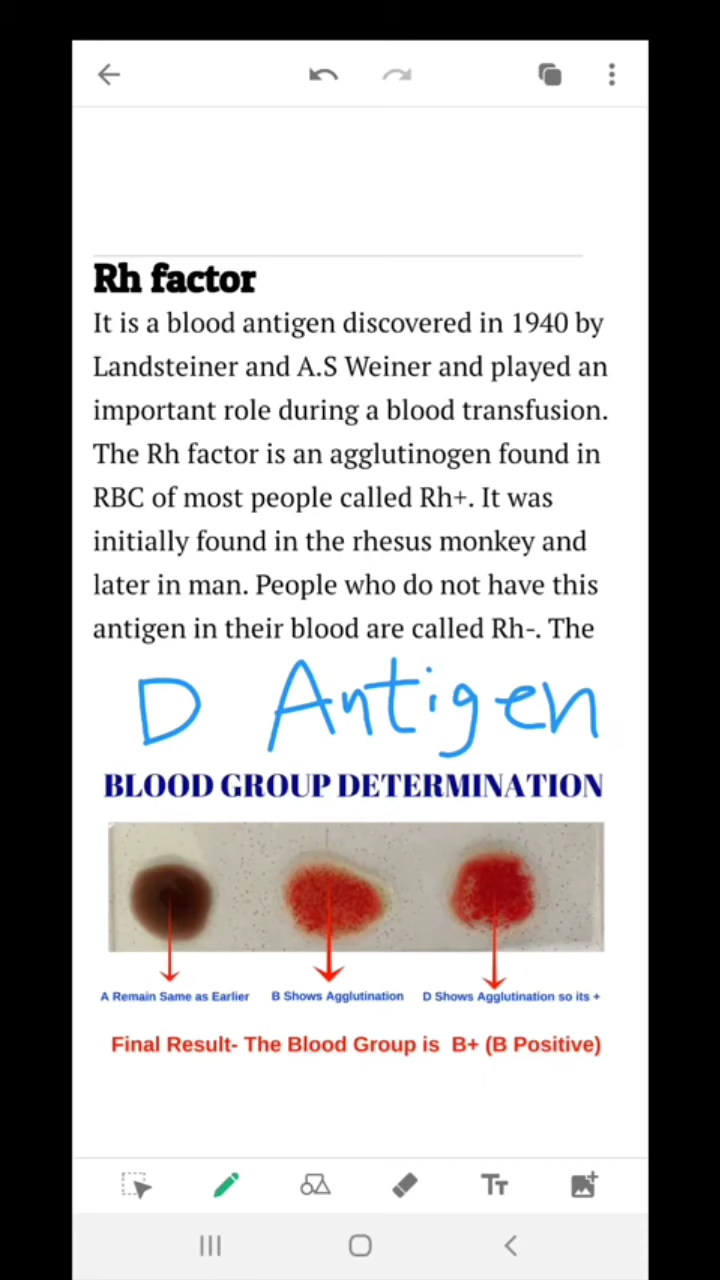 Rh factor
It is a blood antigen discovered in 1940 by
Landsteiner and A.S Weiner and played an
important role during a blood transfusion.
The Rh factor is an agglutinogen found in
RBC of most people called Rh+. It was
initially found in the rhesus monkey and
later in man. People who do not have this
antigen in their blood are called Rh-. The
D Antigen
BLOOD GROUP DETERMINATION
A Remain Same as Earlier B Shows Agglutination D Shows Agglutination so its +
Final Result- The Blood Group is B+ (B Positive)
Tт